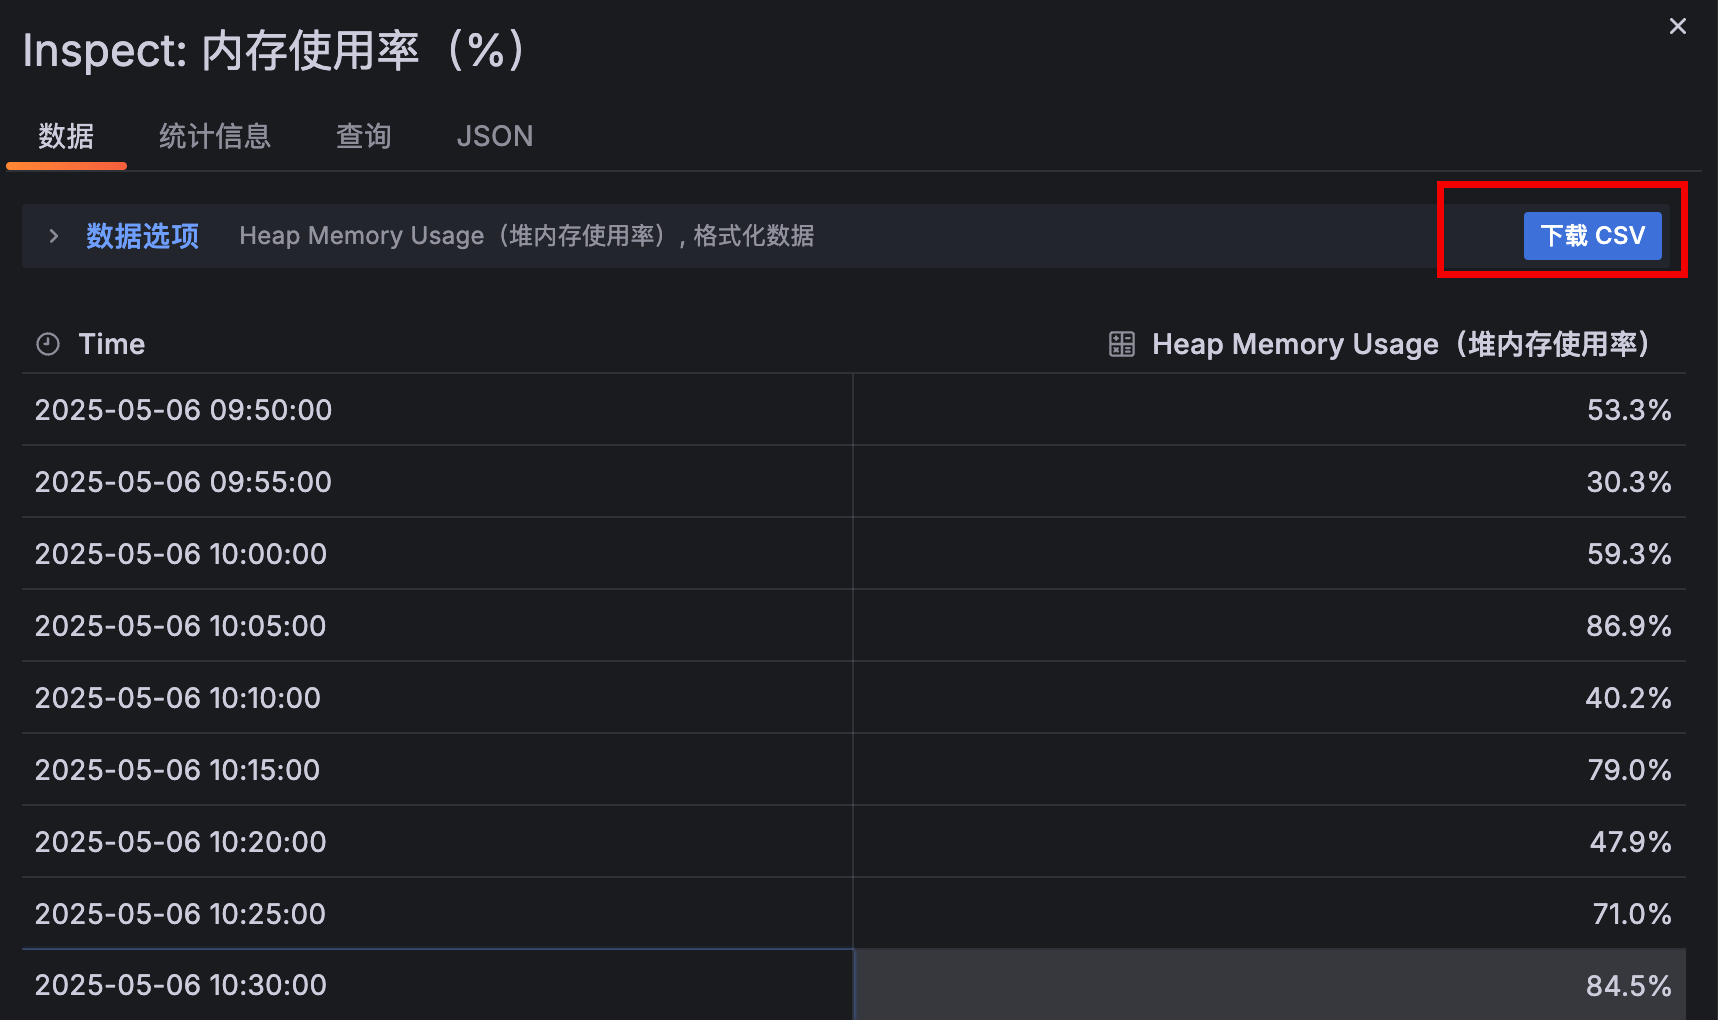 Inspect: 内存使用率（%）
数据 统计信息 查询 JSON
数据选项 Heap Memory Usage（堆内存使用率）, 格式化数据 下载 CSV
Time Heap Memory Usage（堆内存使用率）
2025-05-06 09:50:00 53.3%
2025-05-06 09:55:00 30.3%
2025-05-06 10:00:00 59.3%
2025-05-06 10:05:00 86.9%
2025-05-06 10:10:00 40.2%
2025-05-06 10:15:00 79.0%
2025-05-06 10:20:00 47.9%
2025-05-06 10:25:00 71.0%
2025-05-06 10:30:00 84.5%